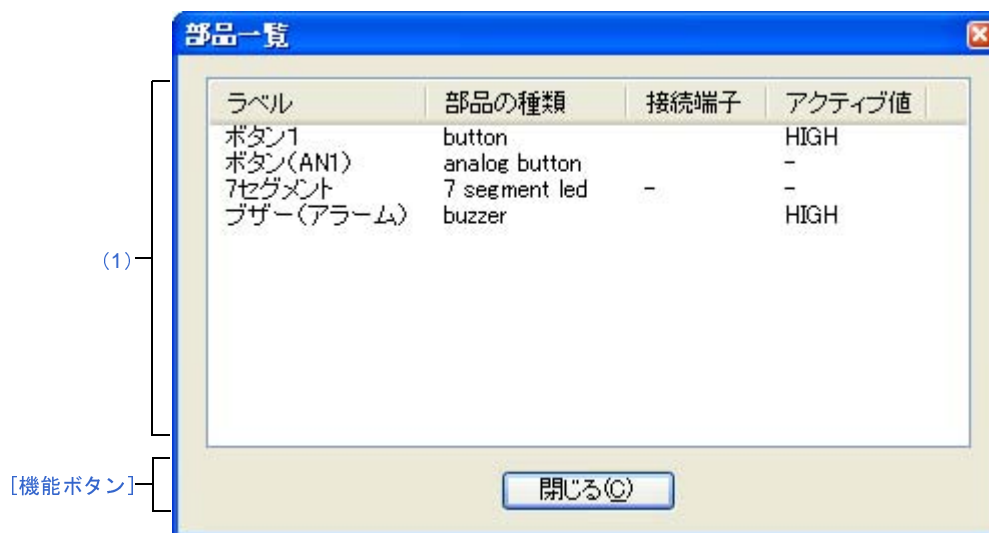 部品一覧
ラベル 部品の種類 接続端子 アクティブ値
ボタン1 button HIGH
ボタン(AN1) analog button -
7セグメント 7 segment led - -
ブザー(アラーム) buzzer HIGH
(1)
[機能ボタン]
閉じる(C)